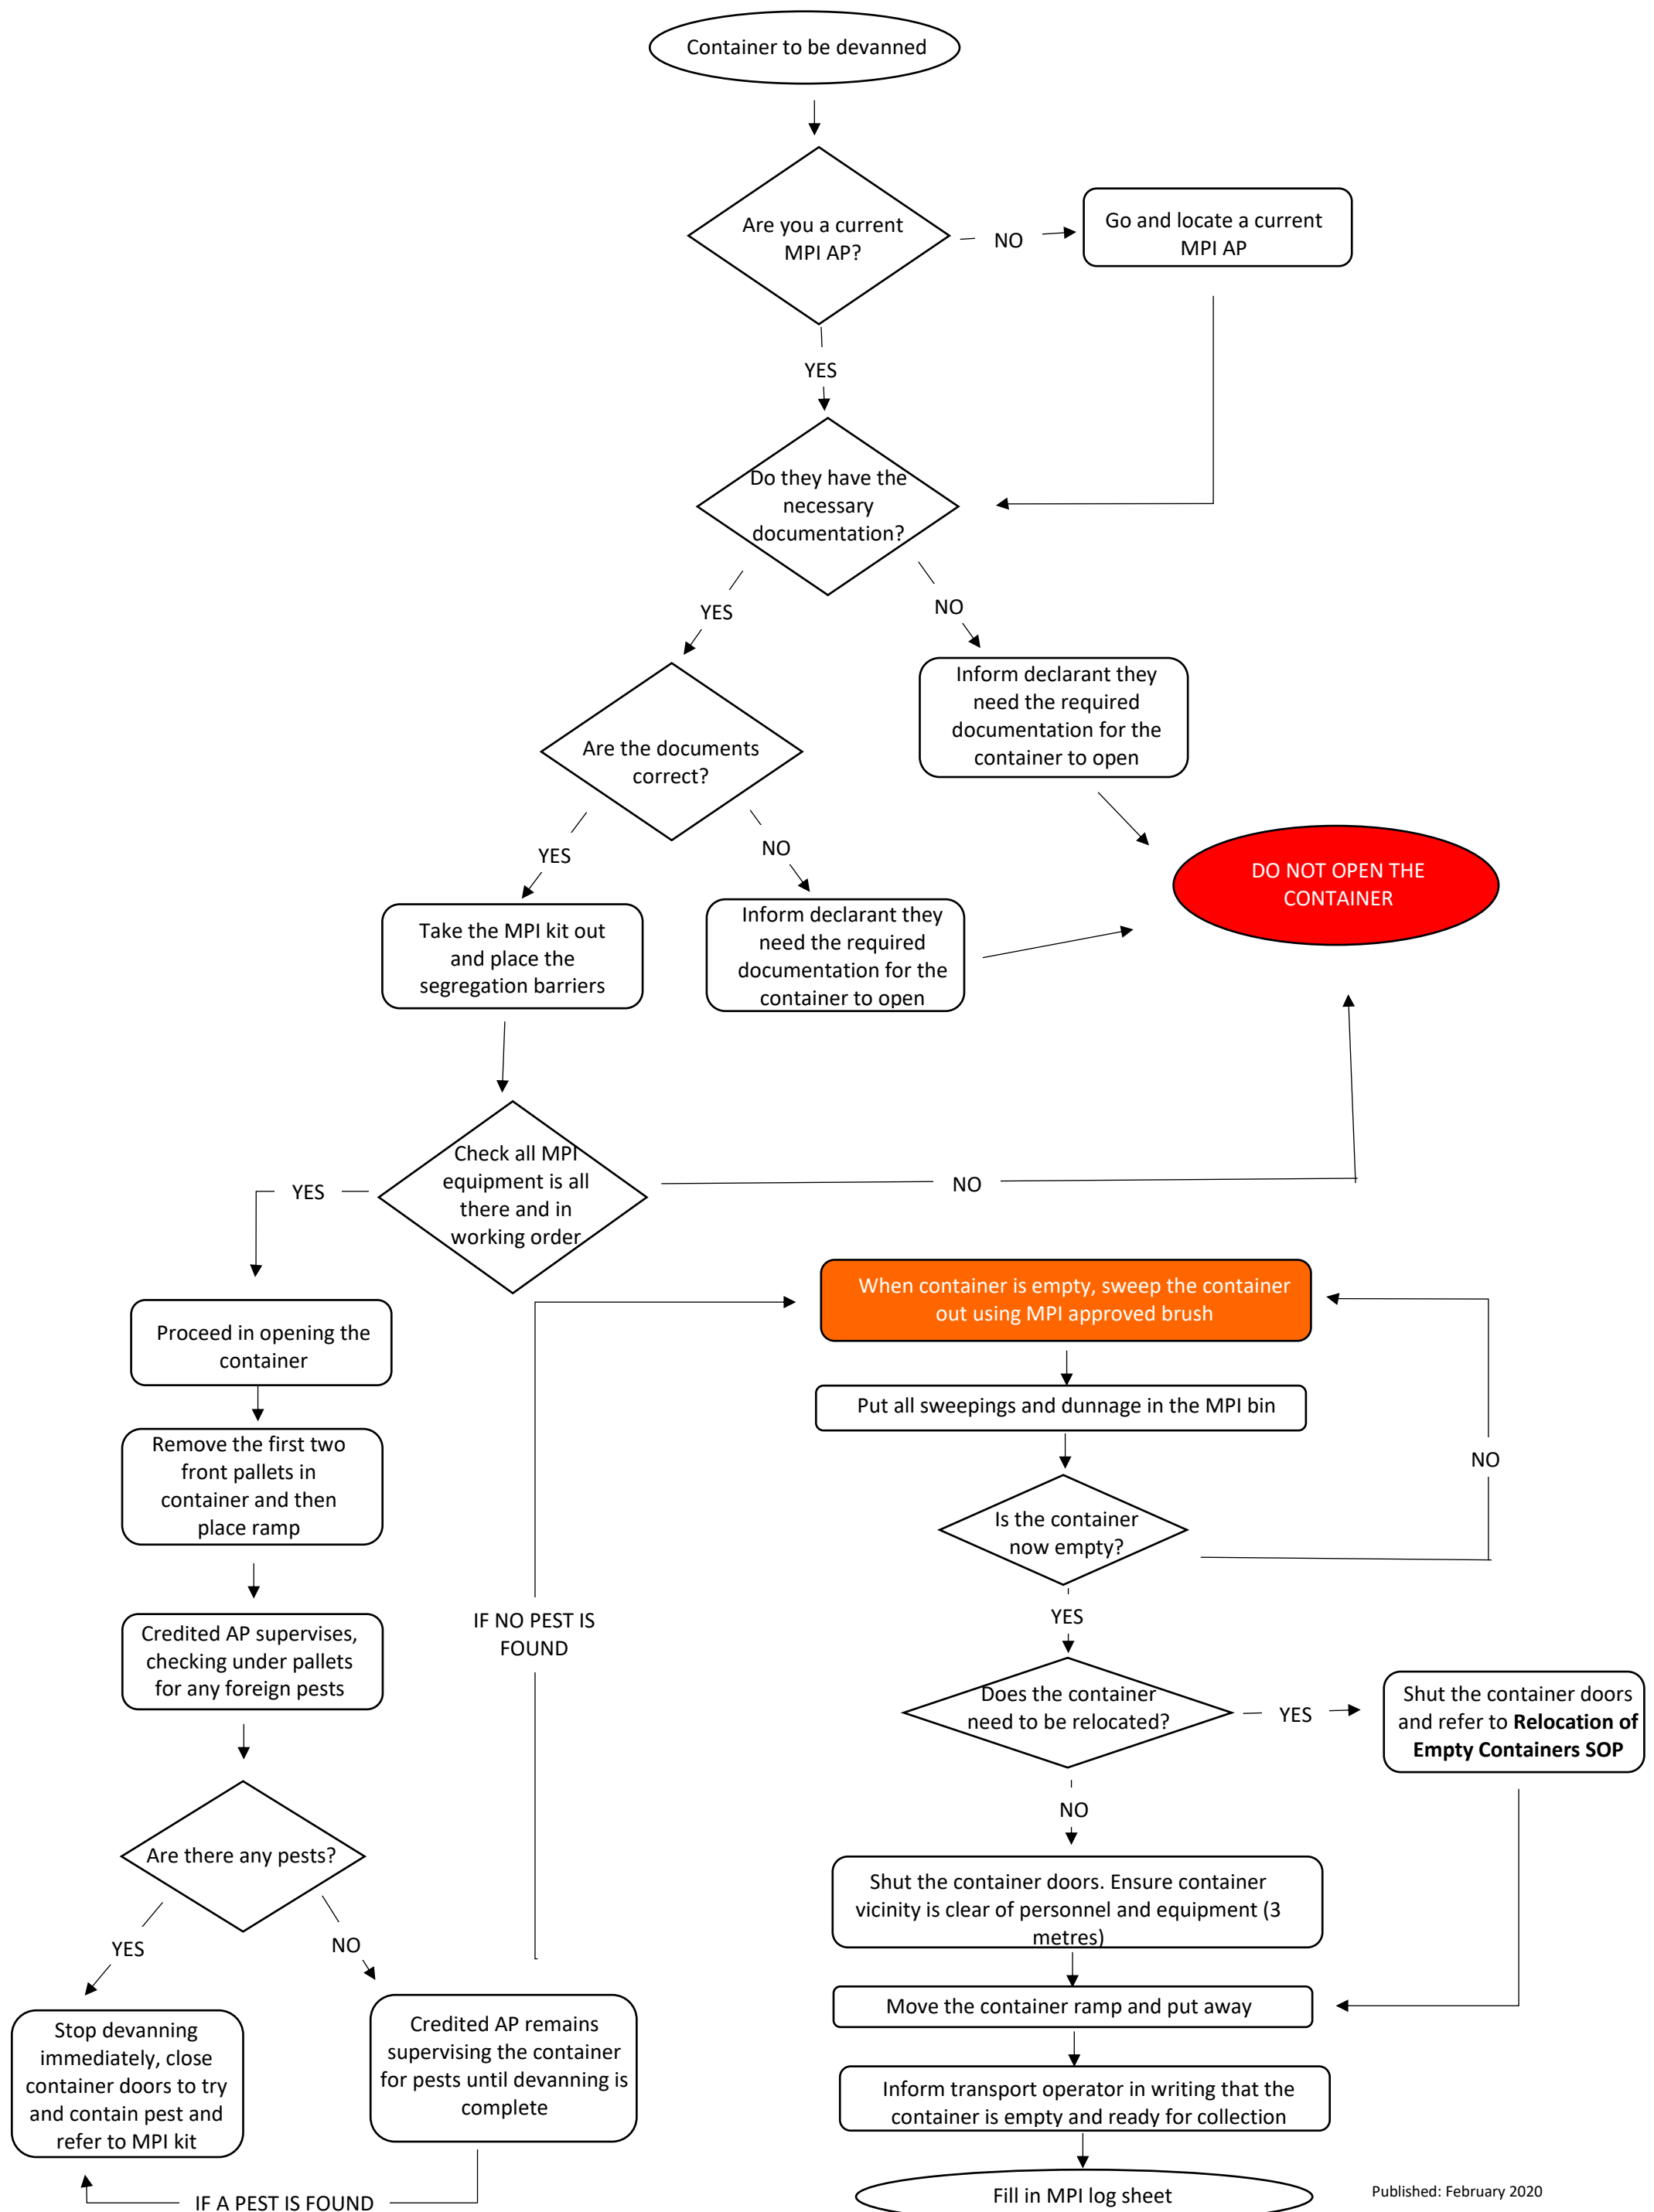 Container to be devanned
Are you a current
MPI AP?
NO
Go and locate a current
MPI AP
YES
Do they have the
necessary
documentation?
YES
NO
Inform declarant they
need the required
documentation for the
container to open
Are the documents
correct?
YES
NO
DO NOT OPEN THE
CONTAINER
Take the MPI kit out
and place the
segregation barriers
Inform declarant they
need the required
documentation for the
container to open
Check all MPI
equipment is all
there and in
working order
YES
NO
Proceed in opening the
container
Remove the first two
front pallets in
container and then
place ramp
Credited AP supervises,
checking under pallets
for any foreign pests
Are there any pests?
YES
NO
Stop devanning
immediately, close
container doors to try
and contain pest and
refer to MPI kit
Credited AP remains
supervising the container
for pests until devanning is
complete
IF A PEST IS FOUND
IF NO PEST IS
FOUND
When container is empty, sweep the container
out using MPI approved brush
Put all sweepings and dunnage in the MPI bin
Is the container
now empty?
NO
YES
Does the container
need to be relocated?
YES
Shut the container doors
and refer to Relocation of
Empty Containers SOP
NO
Shut the container doors. Ensure container
vicinity is clear of personnel and equipment (3
metres)
Move the container ramp and put away
Inform transport operator in writing that the
container is empty and ready for collection
Fill in MPI log sheet
Published: February 2020